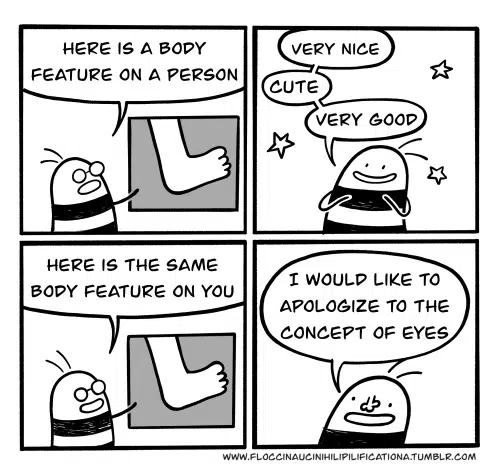 HERE IS A BODY
FEATURE ON A PERSON
VERY NICE
CUTE
VERY GOOD
HERE IS THE SAME
BODY FEATURE ON YOU
I WOULD LIKE TO
APOLOGIZE TO THE
CONCEPT OF EYES
WWW.FLOCCINAUCINIHILIPILIFICATIONA.TUMBLR.COM